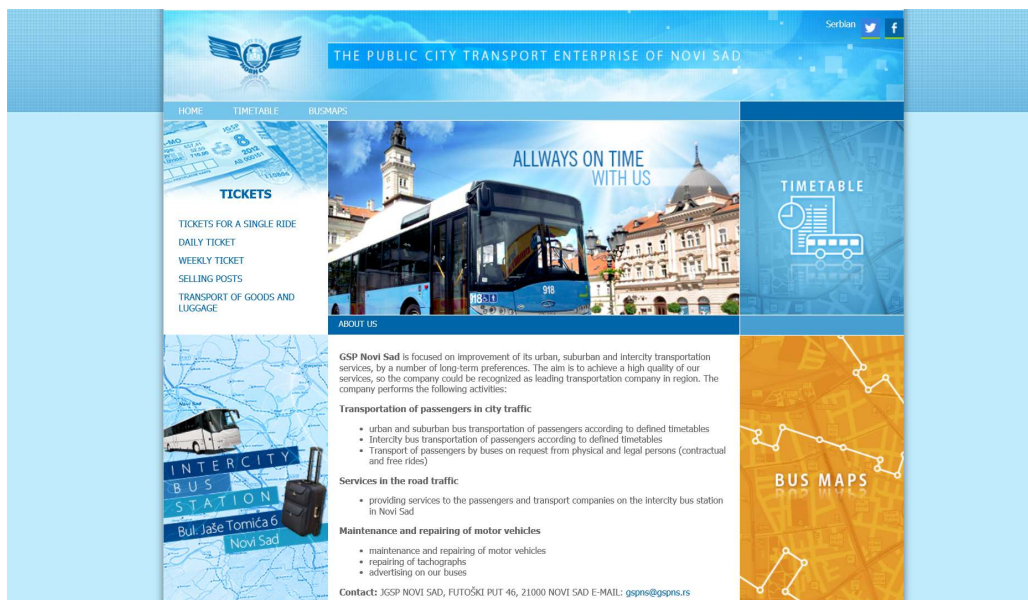 Serbian
THE PUBLIC CITY TRANSPORT ENTERPRISE OF NOVI SAD
HOME TIMETABLE BUSMAPS
JGSP
8
2012
TICKETS
TICKETS FOR A SINGLE RIDE
DAILY TICKET
WEEKLY TICKET
SELLING POSTS
TRANSPORT OF GOODS AND
LUGGAGE
ALLWAYS ON TIME
WITH US
918
918
TIMETABLE
ABOUT US
GSP Novi Sad is focused on improvement of its urban, suburban and intercity transportation
services, by a number of long-term preferences. The aim is to achieve a high quality of our
services, so the company could be recognized as leading transportation company in region. The
company performs the following activities:
Transportation of passengers in city traffic
• urban and suburban bus transportation of passengers according to defined timetables
• Intercity bus transportation of passengers according to defined timetables
• Transport of passengers by buses on request from physical and legal persons (contractual
and free rides)
Services in the road traffic
• providing services to the passengers and transport companies on the intercity bus station
in Novi Sad
Maintenance and repairing of motor vehicles
• maintenance and repairing of motor vehicles
• repairing of tachographs
• advertising on our buses
Contact: JGSP NOVI SAD, FUTOŠKI PUT 46, 21000 NOVI SAD E-MAIL: gspns@gspns.rs
Novi Sad
INTERCITY
BUS
STATION
Bul. Jaše Tomića 6
Novi Sad
BUS MAPS